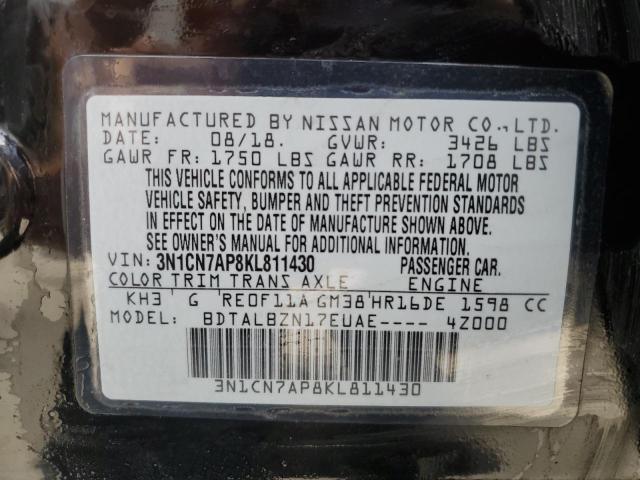 MANUFACTURED BY NISSAN MOTOR CO., LTD.
DATE: 08/18. GVWR: 3426 LBS
GAWR FR: 1750 LBS GAWR RR: 1708 LBS
THIS VEHICLE CONFORMS TO ALL APPLICABLE FEDERAL MOTOR
VEHICLE SAFETY, BUMPER AND THEFT PREVENTION STANDARDS
IN EFFECT ON THE DATE OF MANUFACTURE SHOWN ABOVE.
SEE OWNER'S MANUAL FOR ADDITIONAL INFORMATION.
VIN: 3N1CN7AP8KL811430 PASSENGER CAR.
COLOR TRIM TRANS AXLE ENGINE
KH3 G RE0F11A GM38 HR16DE 1598 CC
MODEL: BDTALBZN17EUAE---- 4Z000
3N1CN7AP8KL811430